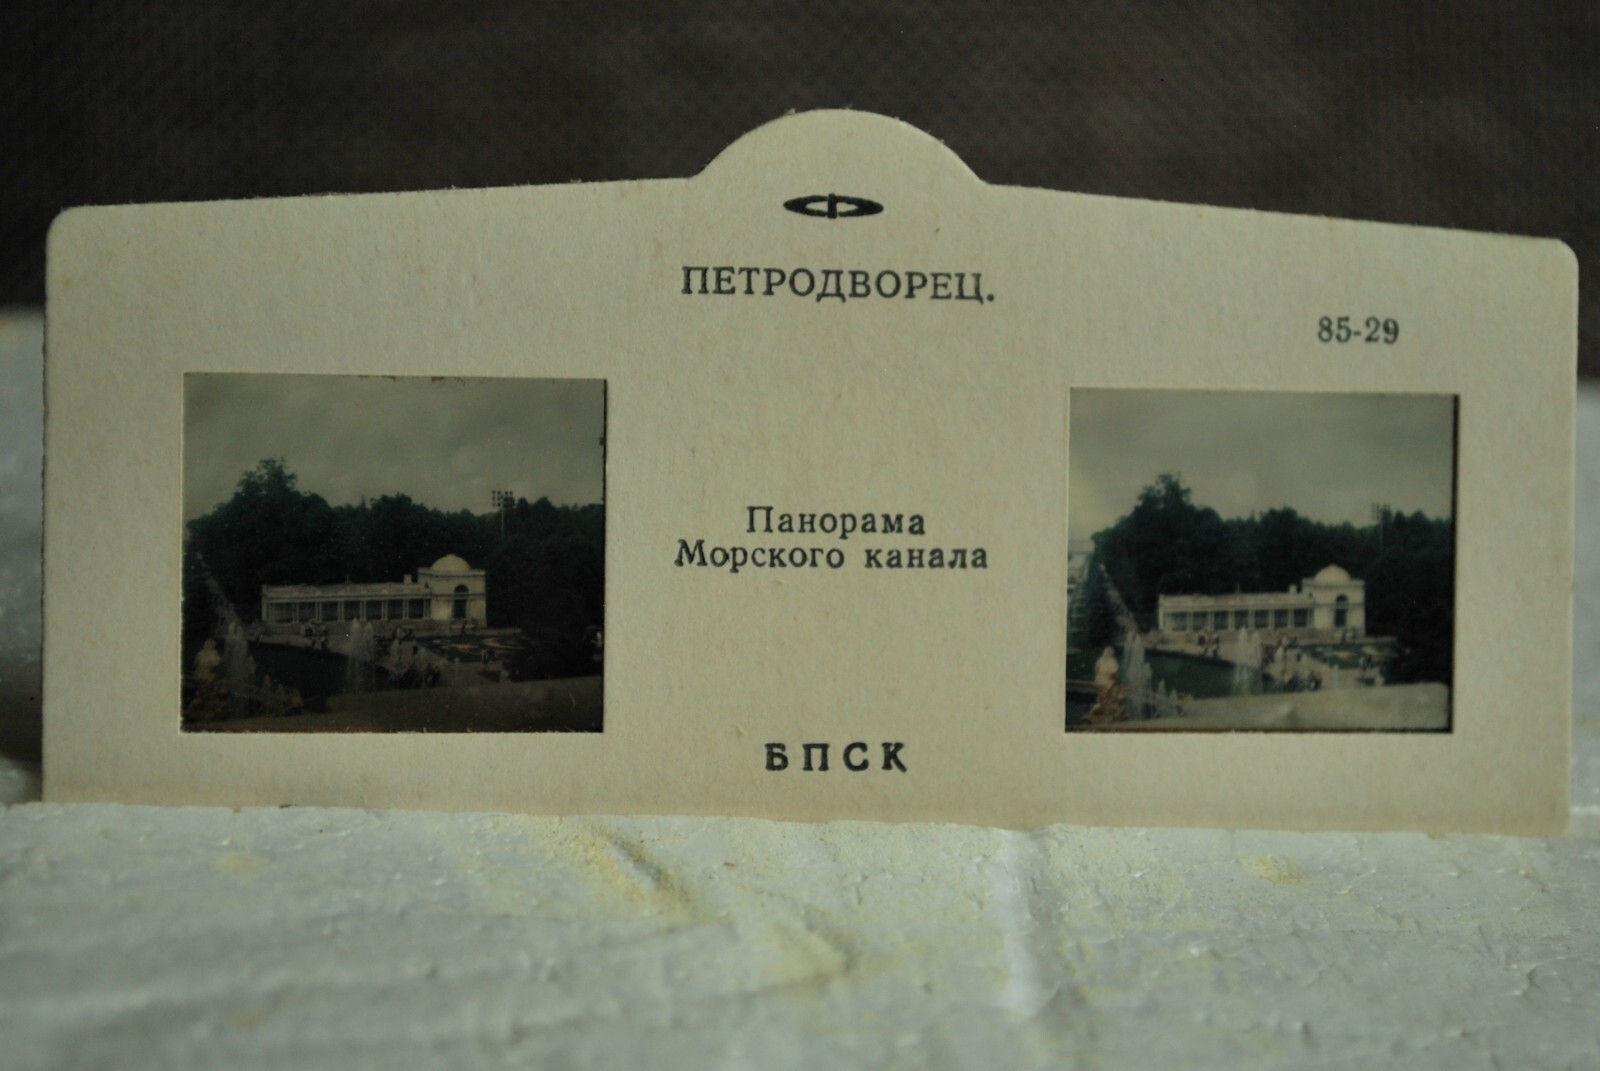 ПЕТРОДВОРЕЦ.
85-29
Панорама
Морского канала
БПСК